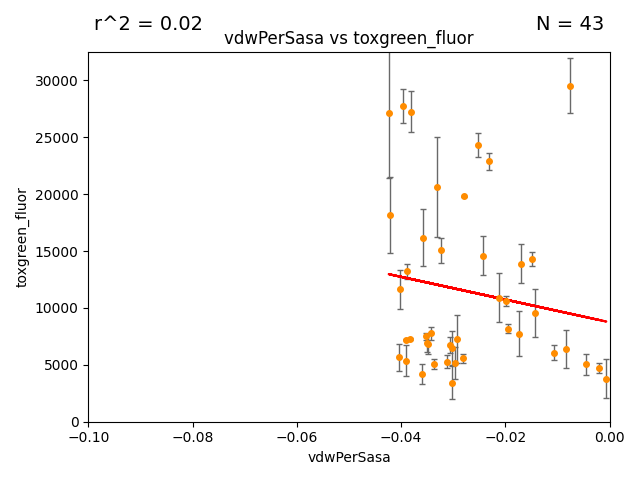 r^2 = 0.02
N = 43
vdwPerSasa vs toxgreen_fluor
30000
25000
20000
15000
10000
5000
0
toxgreen_fluor
−0.10
−0.08
−0.06
−0.04
−0.02
0.00
vdwPerSasa